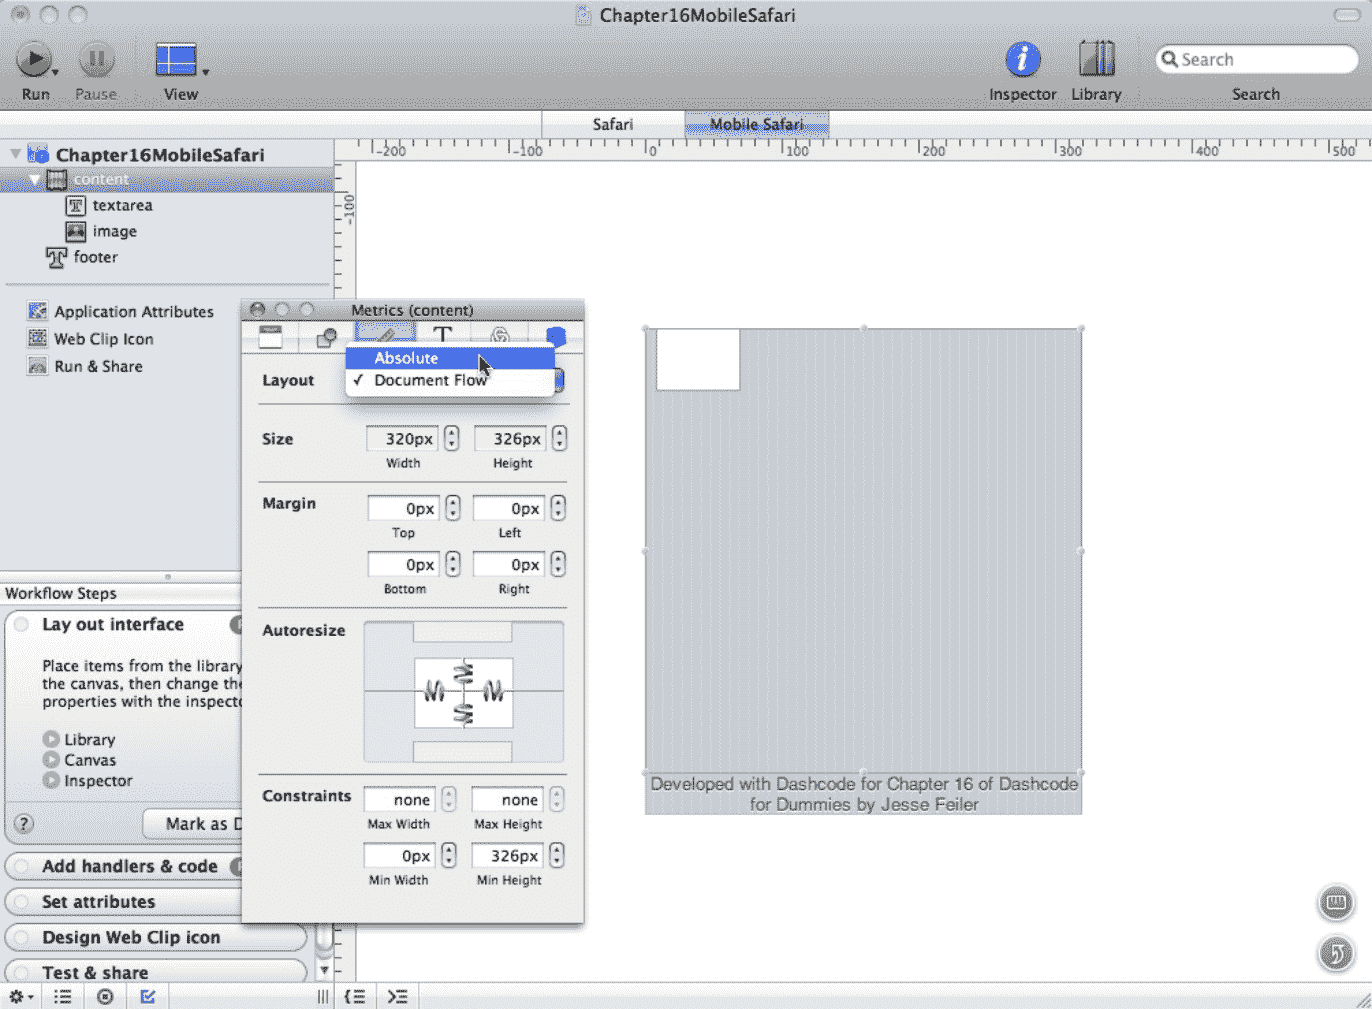 Chapter16MobileSafari
Run
Pause
View
Inspector
Library
Search
Search
Safari
Mobile Safari
Chapter16MobileSafari
content
textarea
image
footer
Application Attributes
Web Clip Icon
Run & Share
-200
-100
0
100
200
300
400
500
-100
Metrics (content)
T
Layout
Absolute
✓ Document Flow
Size
320px
326px
Width
Height
Margin
0px
0px
Top
Left
0px
0px
Bottom
Right
Autoresize
Constraints
none
none
Max Width
Max Height
0px
326px
Min Width
Min Height
Developed with Dashcode for Chapter 16 of Dashcode
for Dummies by Jesse Feiler
Workflow Steps
Lay out interface
Place items from the library
the canvas, then change the
properties with the inspecto
Library
Canvas
Inspector
?
Mark as D
Add handlers & code
Set attributes
Design Web Clip icon
Test & share